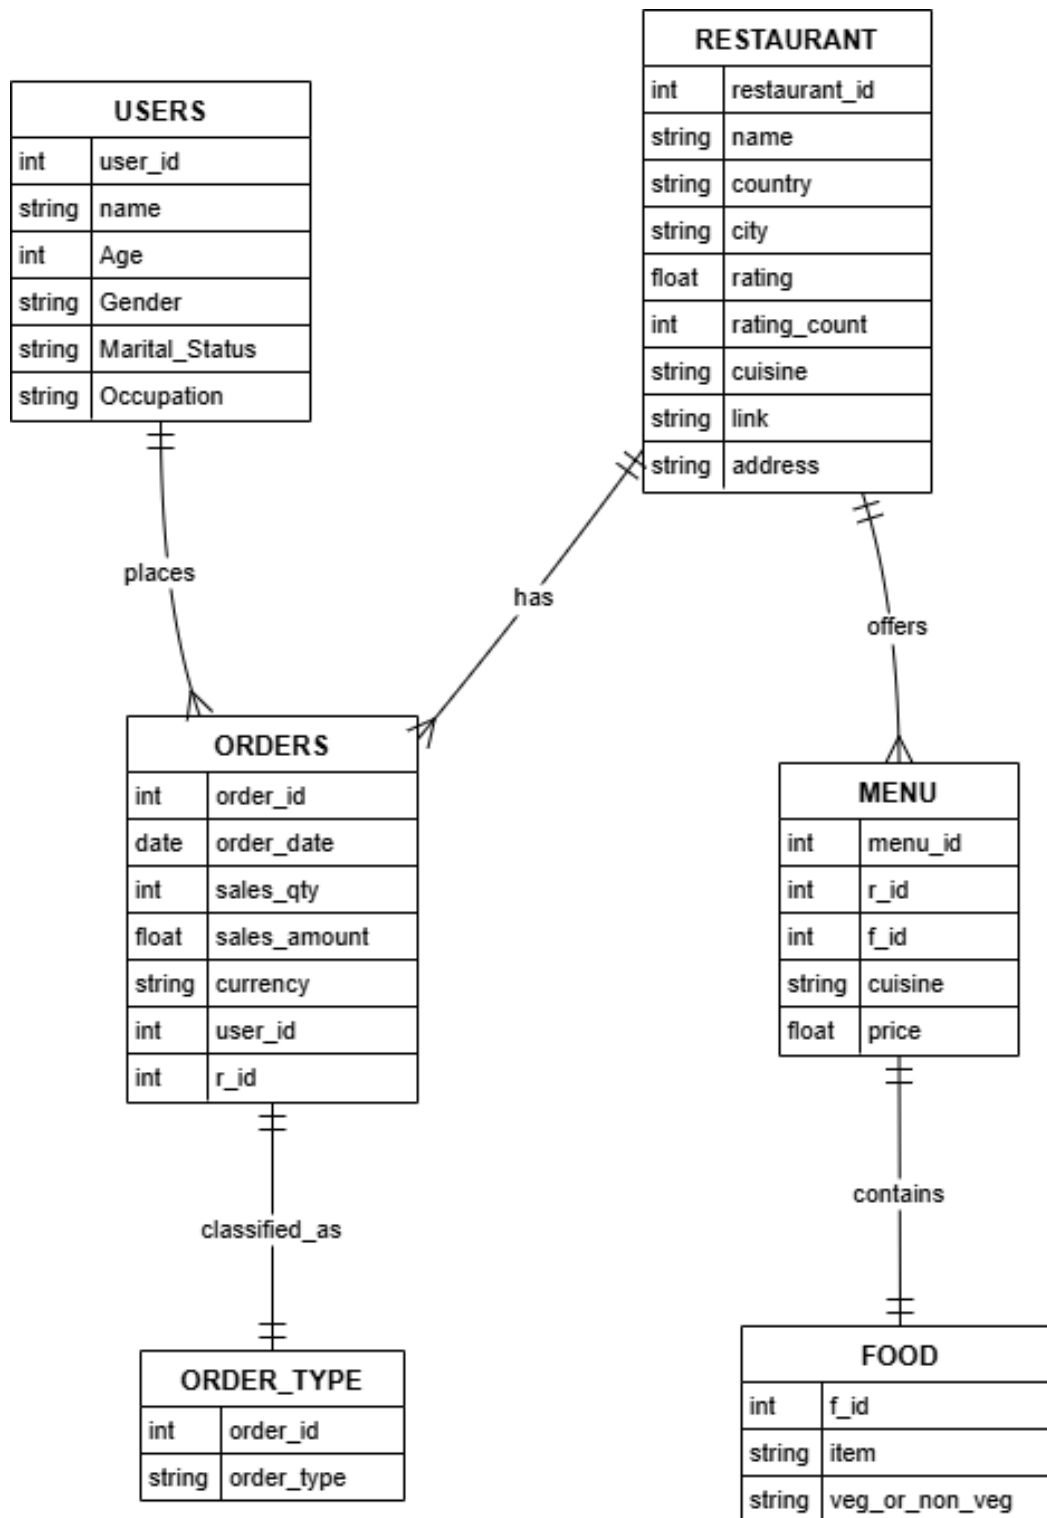 RESTAURANT
int restaurant_id
string name
string country
string city
float rating
int rating_count
string cuisine
string link
string address
USERS
int user_id
string name
int Age
string Gender
string Marital_Status
string Occupation
places
has
offers
ORDERS
int order_id
date order_date
int sales_qty
float sales_amount
string currency
int user_id
int r_id
MENU
int menu_id
int r_id
int f_id
string cuisine
float price
classified_as
contains
ORDER_TYPE
int order_id
string order_type
FOOD
int f_id
string item
string veg_or_non_veg